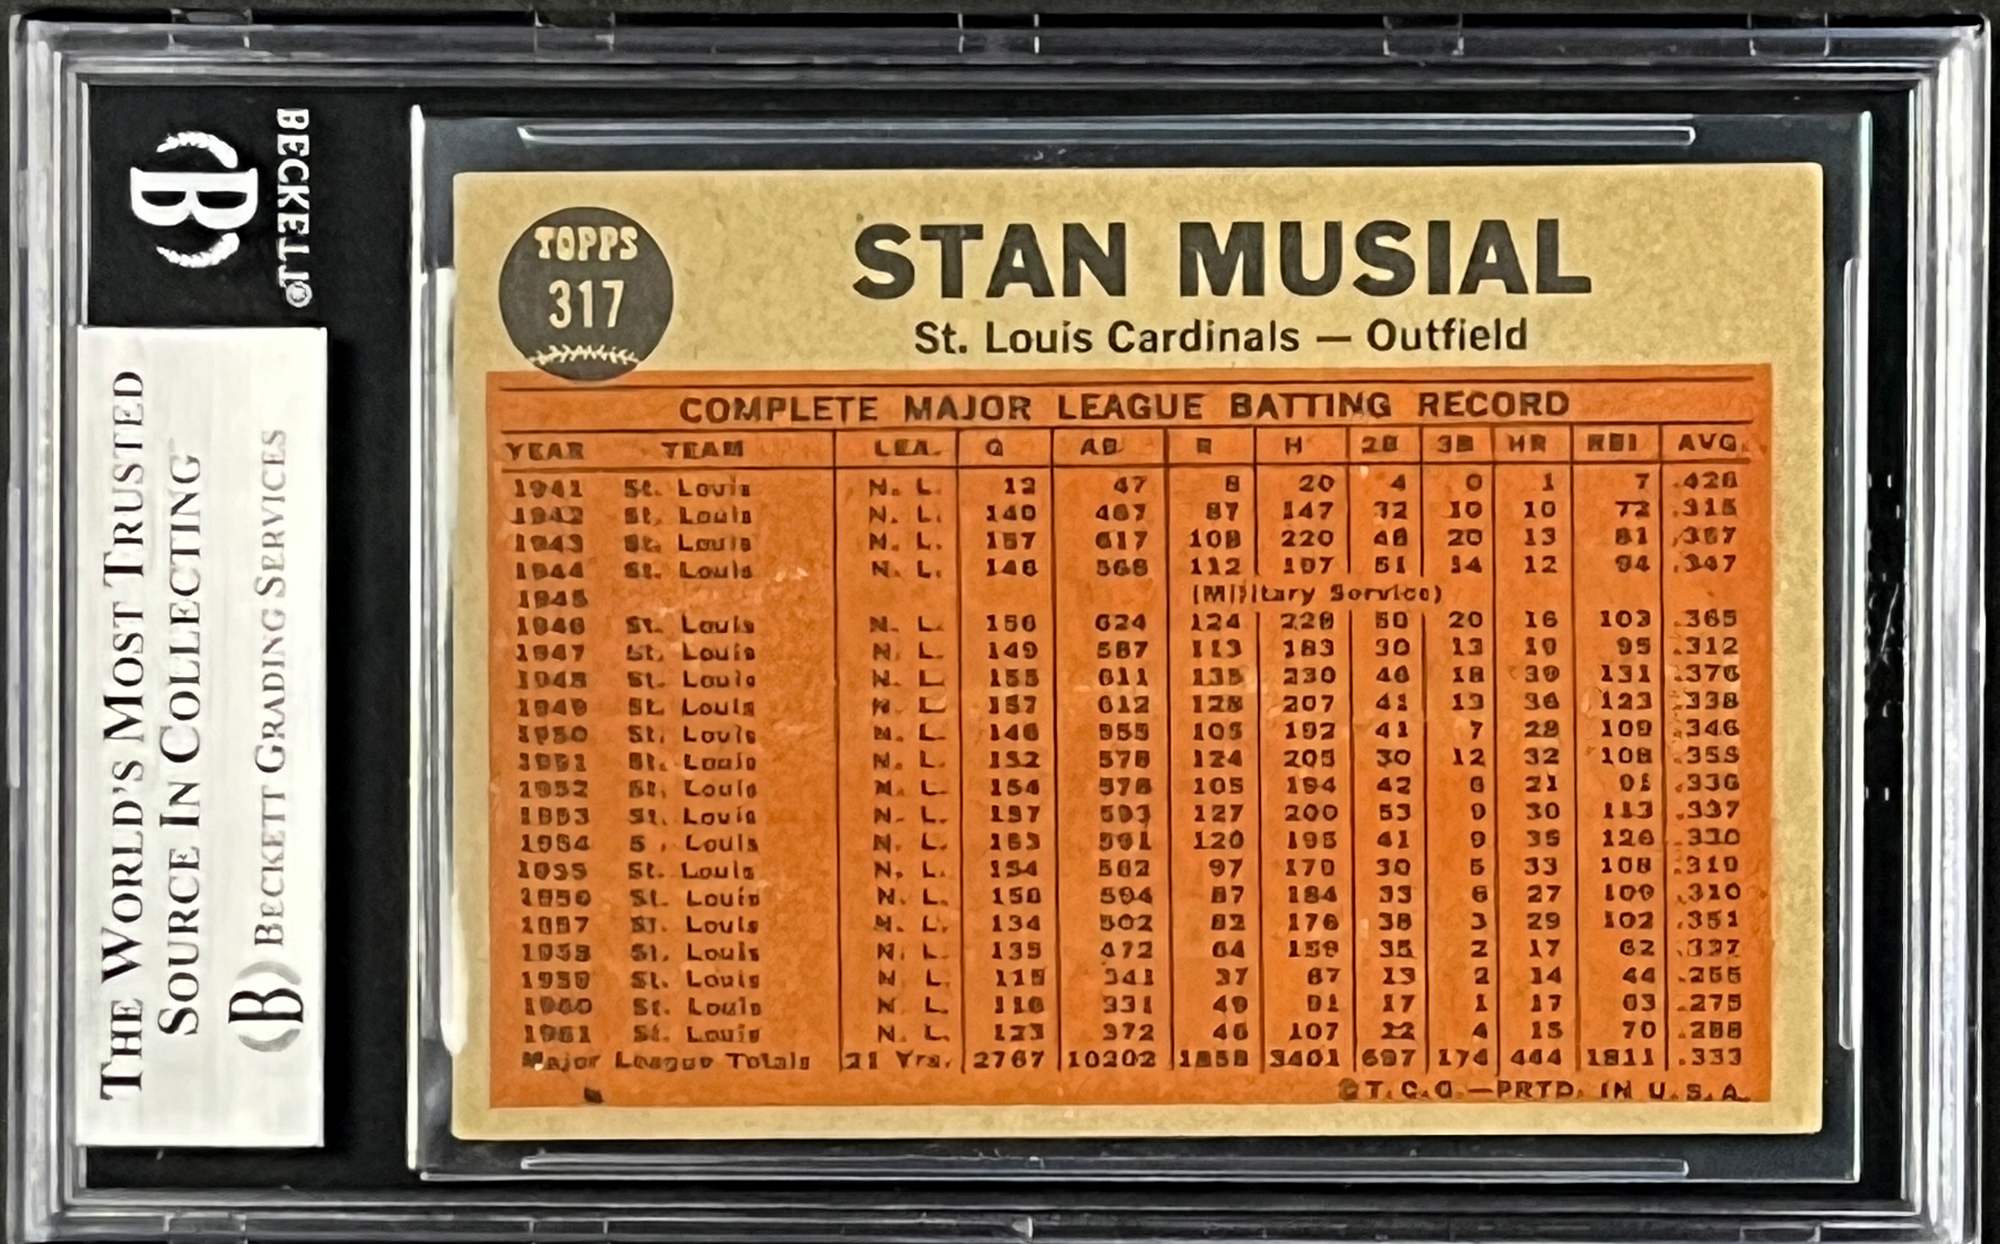 BECKETT®
B
THE WORLD'S MOST TRUSTED
SOURCE IN COLLECTING
B BECKETT GRADING SERVICES
TOPPS
317
STAN MUSIAL
St. Louis Cardinals — Outfield
COMPLETE MAJOR LEAGUE BATTING RECORD
YEAR TEAM LEA. G AB R H 2B 3B HR RBI AVG.
1941 St. Louis N. L. 12 47 8 20 4 0 1 7 .426
1942 St. Louis N. L. 140 467 87 147 32 10 10 72 .315
1943 St. Louis N. L. 157 617 108 220 48 20 13 81 .357
1944 St. Louis N. L. 146 568 112 197 51 14 12 94 .347
1945 (Military Service)
1946 St. Louis N. L. 156 624 124 228 50 20 16 103 .365
1947 St. Louis N. L. 149 587 113 183 30 13 19 95 .312
1948 St. Louis N. L. 155 611 135 230 46 18 39 131 .376
1949 St. Louis N. L. 157 612 128 207 41 13 36 123 .338
1950 St. Louis N. L. 146 555 105 192 41 7 28 109 .346
1951 St. Louis N. L. 152 578 124 205 30 12 32 108 .355
1952 St. Louis N. L. 154 578 105 194 42 6 21 91 .336
1953 St. Louis N. L. 157 593 127 200 53 9 30 113 .337
1954 S . Louis N. L. 153 591 120 195 41 9 35 126 .330
1955 St. Louis N. L. 154 562 97 179 30 5 33 108 .319
1956 St. Louis N. L. 156 594 87 184 33 6 27 109 .310
1957 St. Louis N. L. 134 502 82 176 38 3 29 102 .351
1958 St. Louis N. L. 135 472 64 159 35 2 17 62 .337
1959 St. Louis N. L. 115 341 37 87 13 2 14 44 .255
1960 St. Louis N. L. 116 331 49 91 17 1 17 63 .275
1961 St. Louis N. L. 123 372 46 107 22 4 15 70 .288
Major League Totals 21 Yrs. 2767 10202 1858 3401 697 174 444 1811 .333
©T.C.G.—PRTD. IN U.S.A.